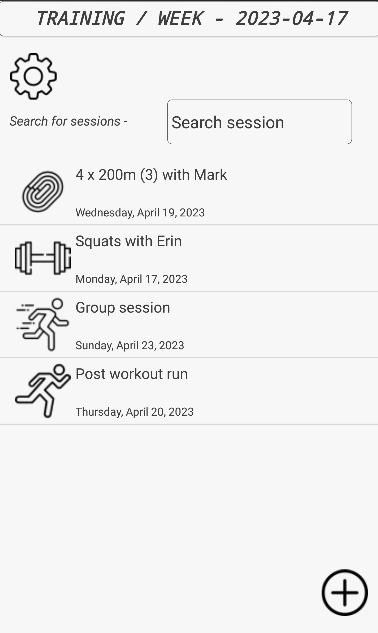 TRAINING / WEEK - 2023-04-17
Search for sessions -
Search session
4 x 200m (3) with Mark
Wednesday, April 19, 2023
Squats with Erin
Monday, April 17, 2023
Group session
Sunday, April 23, 2023
Post workout run
Thursday, April 20, 2023